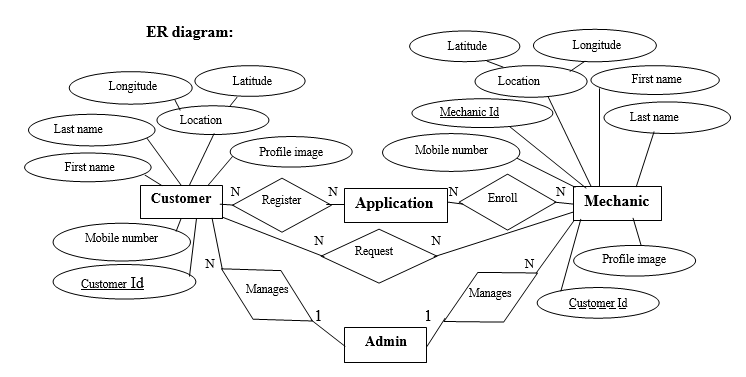 ER diagram:
Latitude
Longitude
Longitude
Latitude
Location
First name
Mechanic Id
Last name
Location
Last name
Mobile number
Profile image
First name
Customer
N
Register
N
Application
N
Enroll
N
Mechanic
Mobile number
N
Request
N
Customer Id
N
Manages
1
Admin
1
Manages
N
Profile image
Customer Id